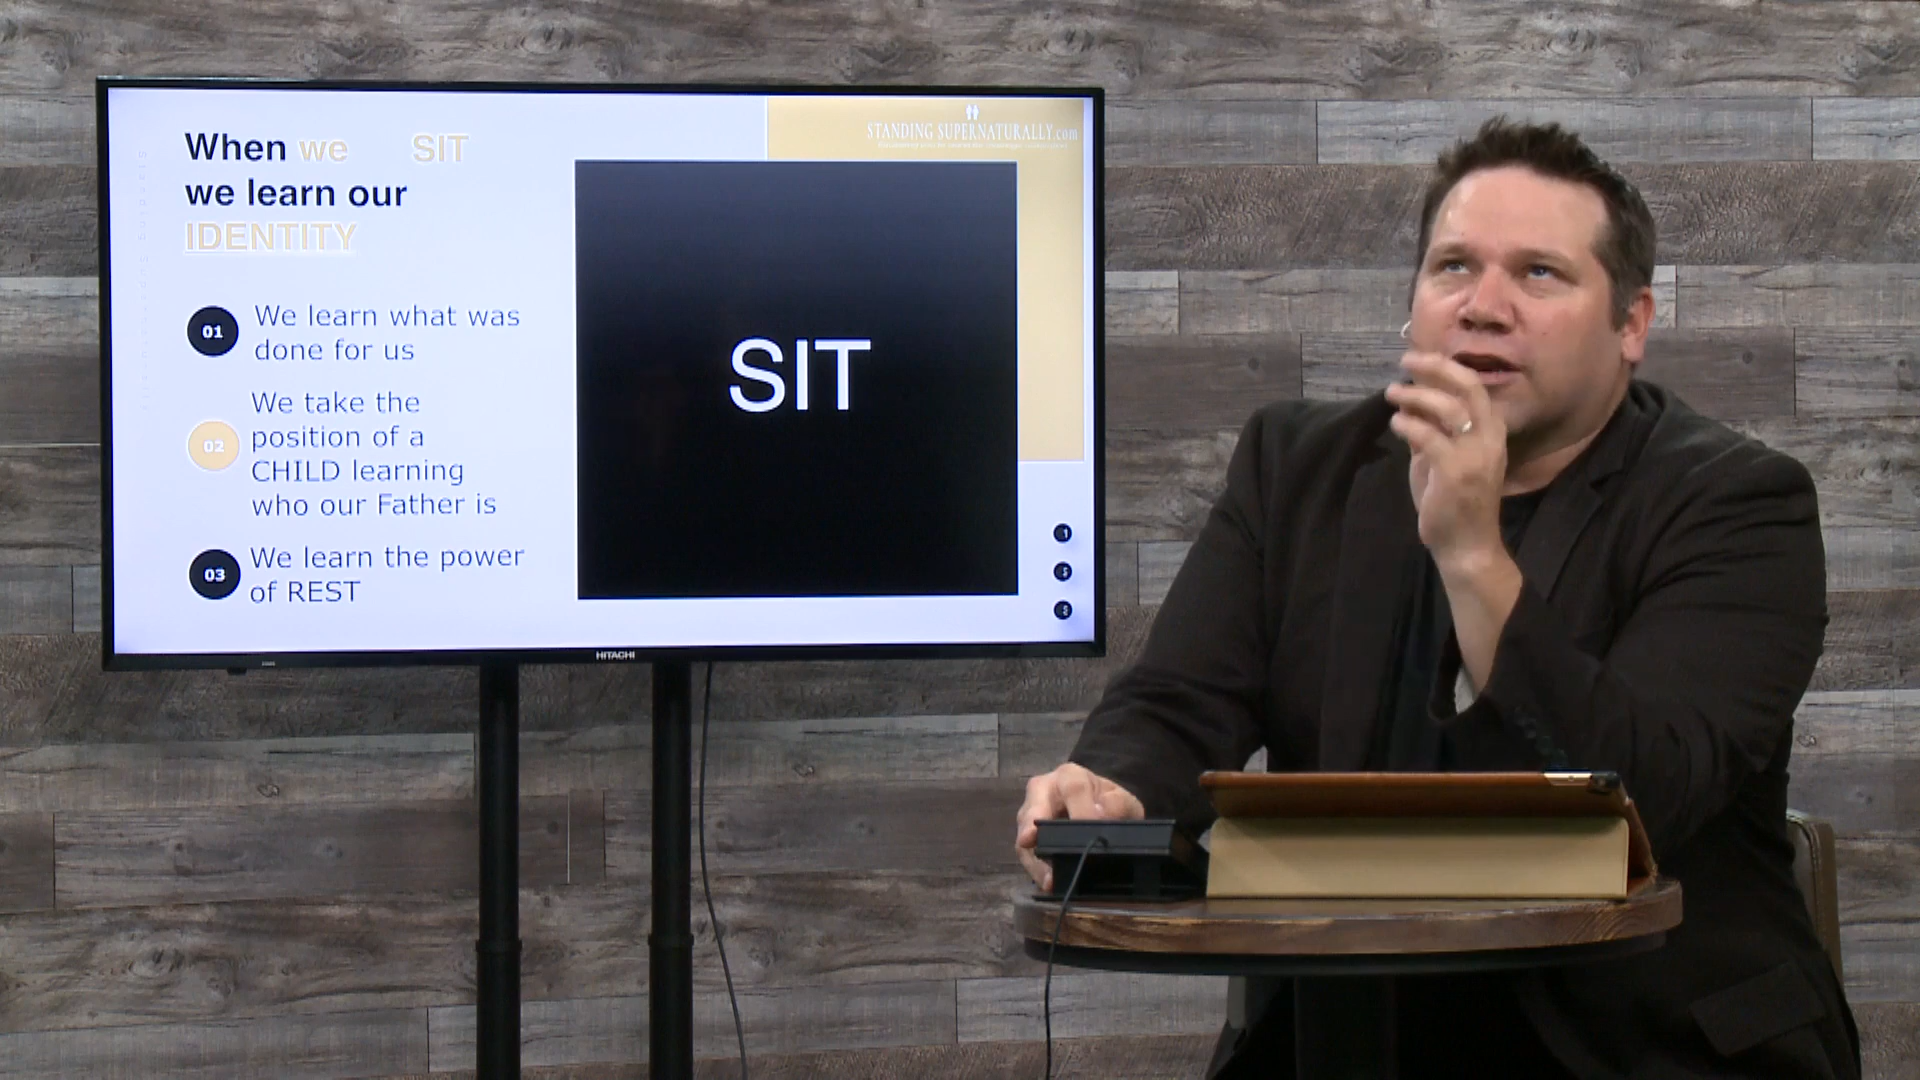 When we SIT
we learn our
IDENTITY
01
We learn what was
done for us
02
We take the
position of a
CHILD learning
who our Father is
03
We learn the power
of REST
STANDING SUPERNATURALLY.com
SIT
HITACHI